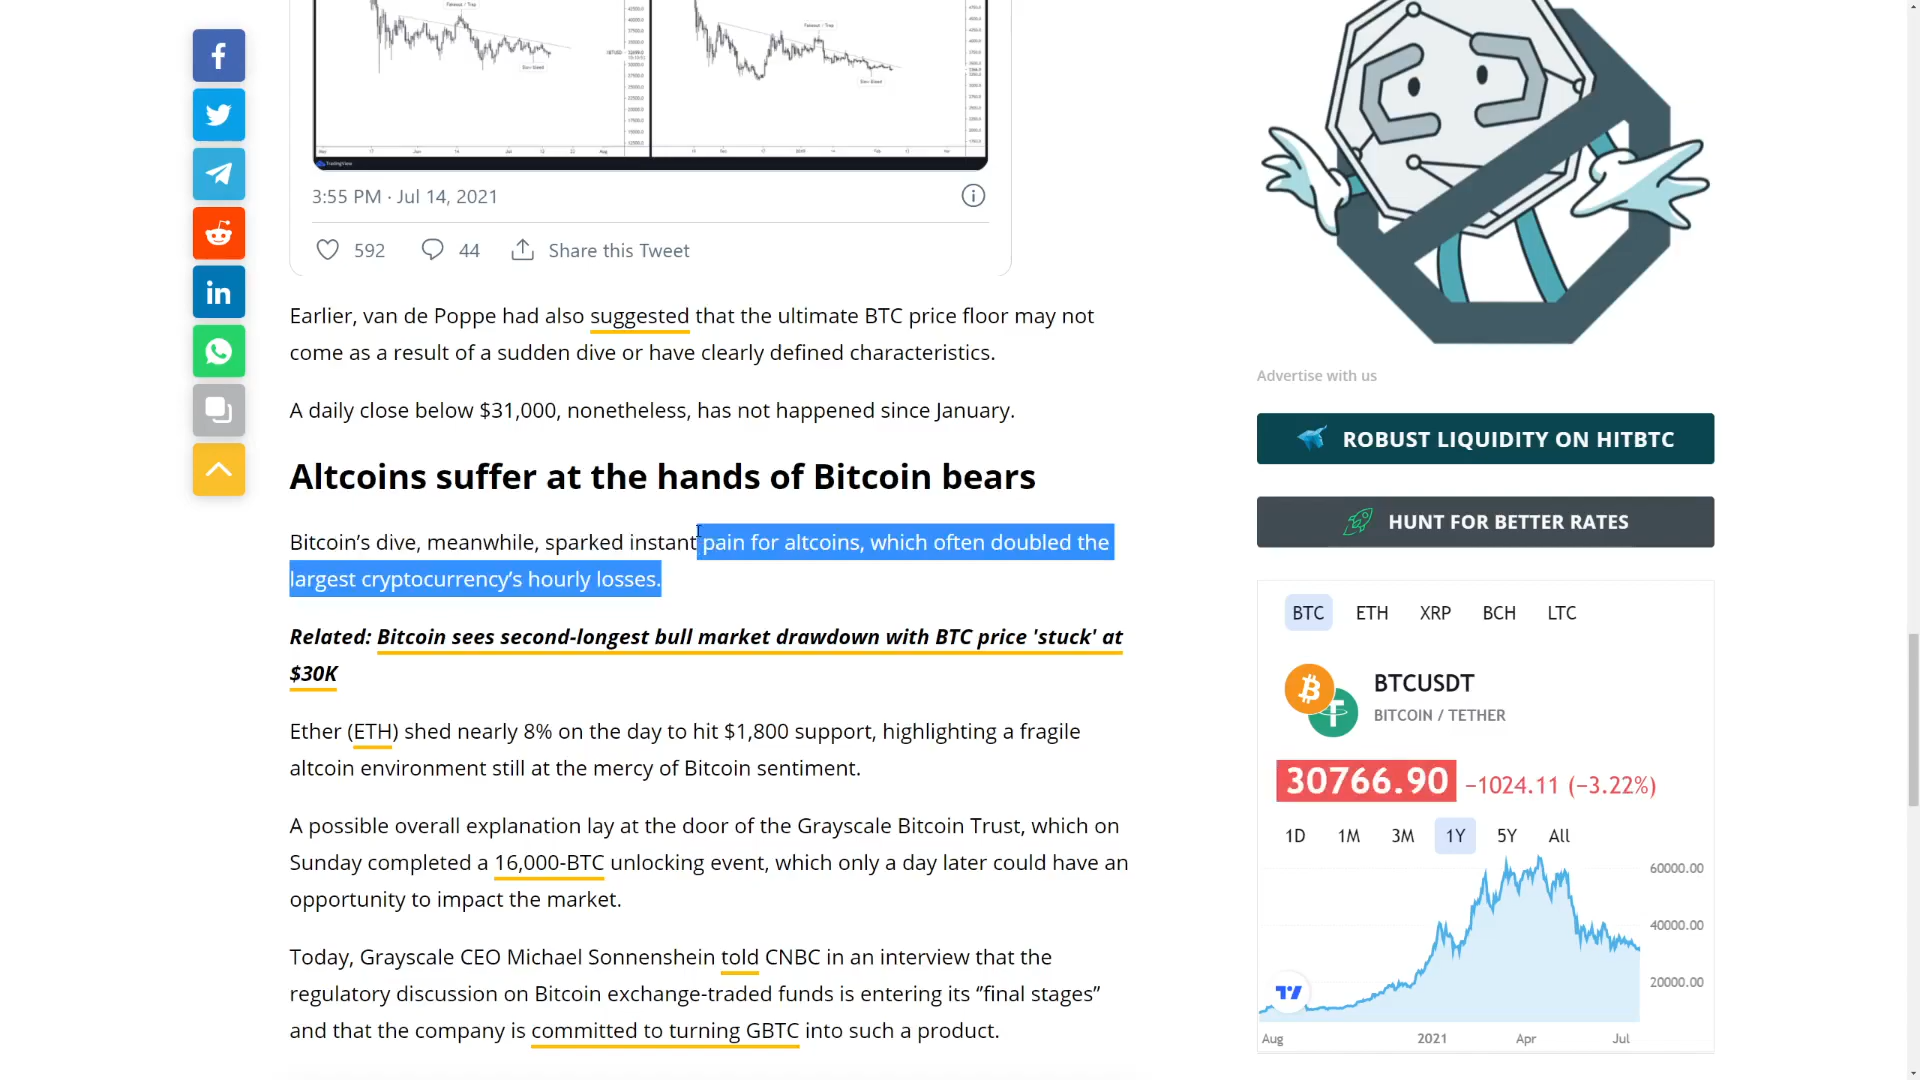 Fakeout / Trap
Fakeout / Trap
Slow bleed
Slow bleed
TradingView
3:55 PM · Jul 14, 2021
592
44
Share this Tweet
Earlier, van de Poppe had also suggested that the ultimate BTC price floor may not
come as a result of a sudden dive or have clearly defined characteristics.
A daily close below $31,000, nonetheless, has not happened since January.
Altcoins suffer at the hands of Bitcoin bears
Bitcoin’s dive, meanwhile, sparked instant pain for altcoins, which often doubled the
largest cryptocurrency’s hourly losses.
Related: Bitcoin sees second-longest bull market drawdown with BTC price 'stuck' at
$30K
Ether (ETH) shed nearly 8% on the day to hit $1,800 support, highlighting a fragile
altcoin environment still at the mercy of Bitcoin sentiment.
A possible overall explanation lay at the door of the Grayscale Bitcoin Trust, which on
Sunday completed a 16,000-BTC unlocking event, which only a day later could have an
opportunity to impact the market.
Today, Grayscale CEO Michael Sonnenshein told CNBC in an interview that the
regulatory discussion on Bitcoin exchange-traded funds is entering its “final stages”
and that the company is committed to turning GBTC into such a product.
Advertise with us
ROBUST LIQUIDITY ON HITBTC
HUNT FOR BETTER RATES
BTC ETH XRP BCH LTC
BTCUSDT
BITCOIN / TETHER
30766.90 −1024.11 (−3.22%)
1D 1M 3M 1Y 5Y All
60000.00
40000.00
20000.00
Aug 2021 Apr Jul